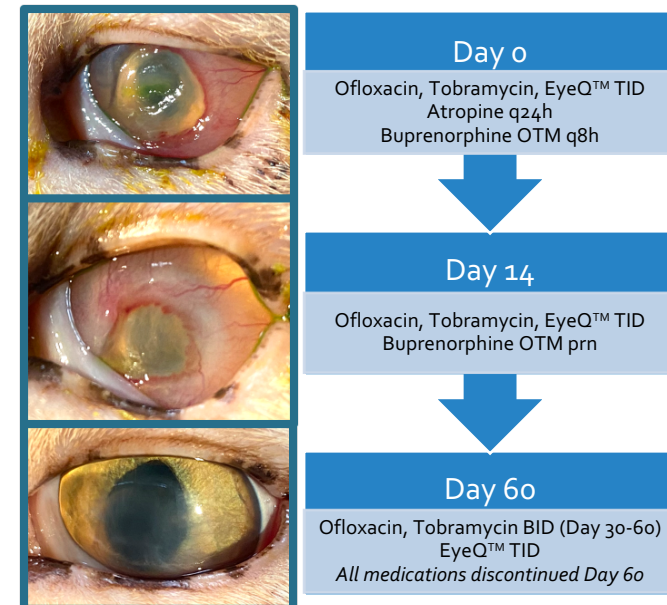 Day 0
Ofloxacin, Tobramycin, EyeQ™ TID
Atropine q24h
Buprenorphine OTM q8h
Day 14
Ofloxacin, Tobramycin, EyeQ™ TID
Buprenorphine OTM prn
Day 60
Ofloxacin, Tobramycin BID (Day 30-60)
EyeQ™ TID
All medications discontinued Day 60